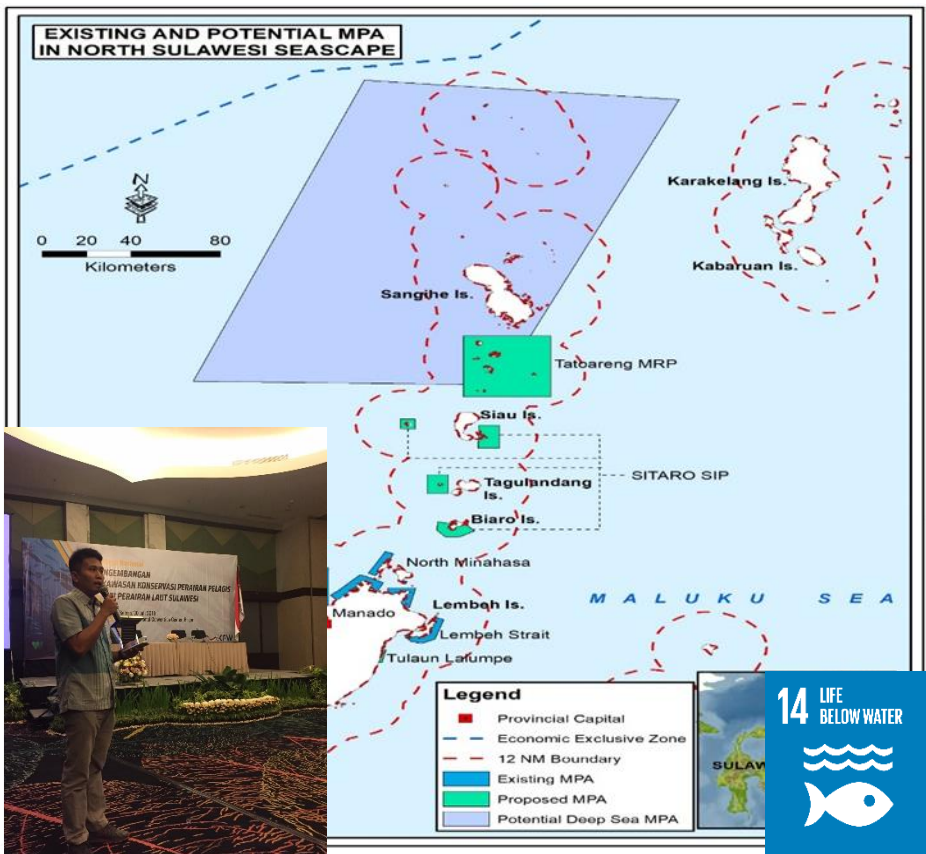 EXISTING AND POTENTIAL MPA
IN NORTH SULAWESI SEASCAPE
N
0 20 40 80
Kilometers
Karakelang Is.
Kabaruan Is.
Sangihe Is.
Tatoareng MRP
Siau Is.
SITARO SIP
Tagulandang
Is.
Biaro Is.
North Minahasa
Manado
Lembeh Is.
Lembeh Strait
Tulaun Lalumpe
MALUKU SEA
NGEMBANGAN
AWASAN KONSERVASI PERAIRAN PELAGIS
PERAIRAN LAUT SULAWESI
Legend
Provincial Capital
Economic Exclusive Zone
12 NM Boundary
Existing MPA
Proposed MPA
Potential Deep Sea MPA
SULAW
14 LIFE
BELOW WATER